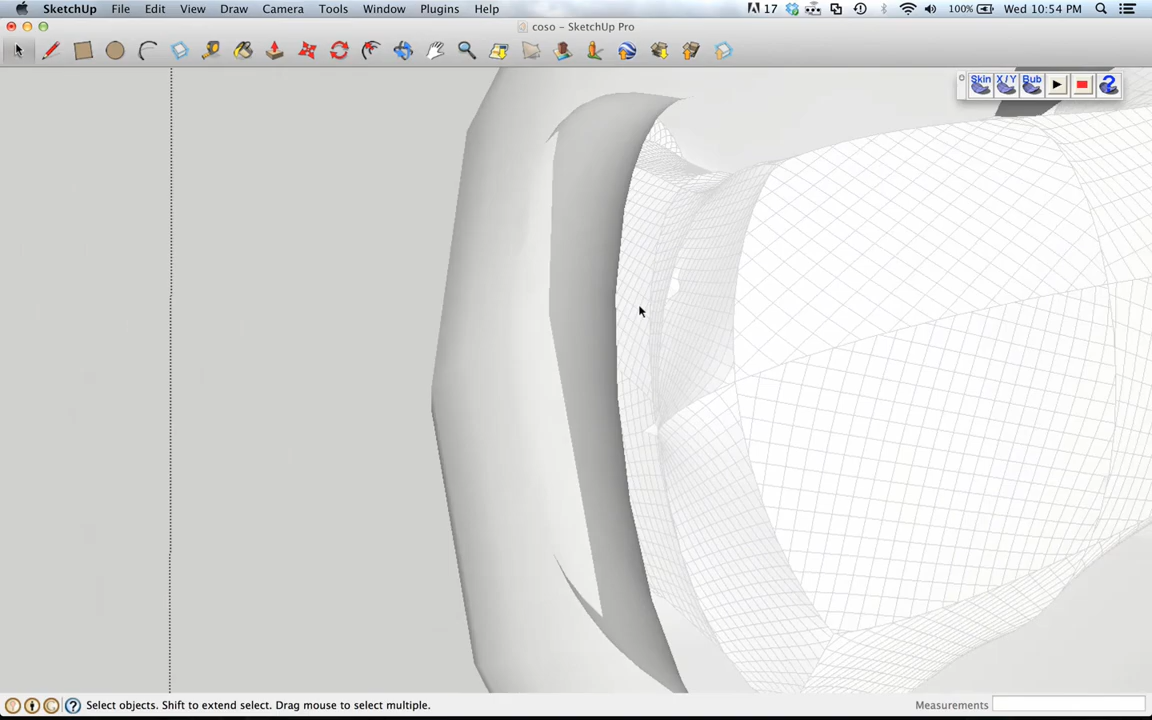 SketchUp File Edit View Draw Camera Tools Window Plugins Help 17 100% Wed 10:54 PM
coso – SketchUp Pro
Skin X/Y Bub ?
Select objects. Shift to extend select. Drag mouse to select multiple. Measurements